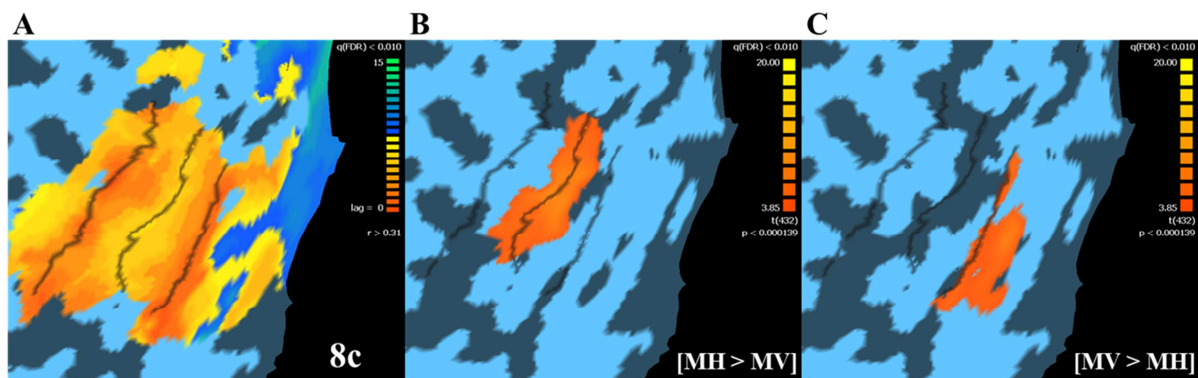 A
q(FDR) < 0.010
15
lag = 0
r > 0.31
8c
B
q(FDR) < 0.010
20.00
3.85
t(432)
p < 0.000139
[MH > MV]
C
q(FDR) < 0.010
20.00
3.85
t(432)
p < 0.000139
[MV > MH]